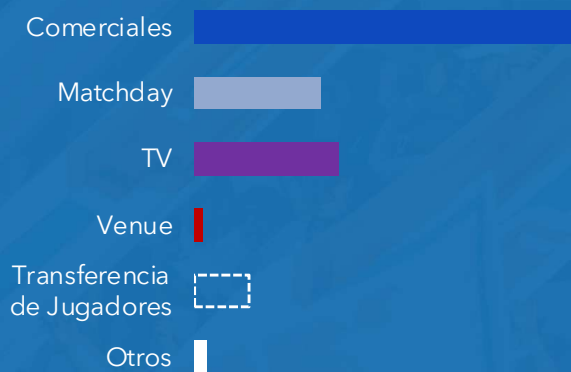 Comerciales
Matchday
TV
Venue
Transferencia
de Jugadores
Otros